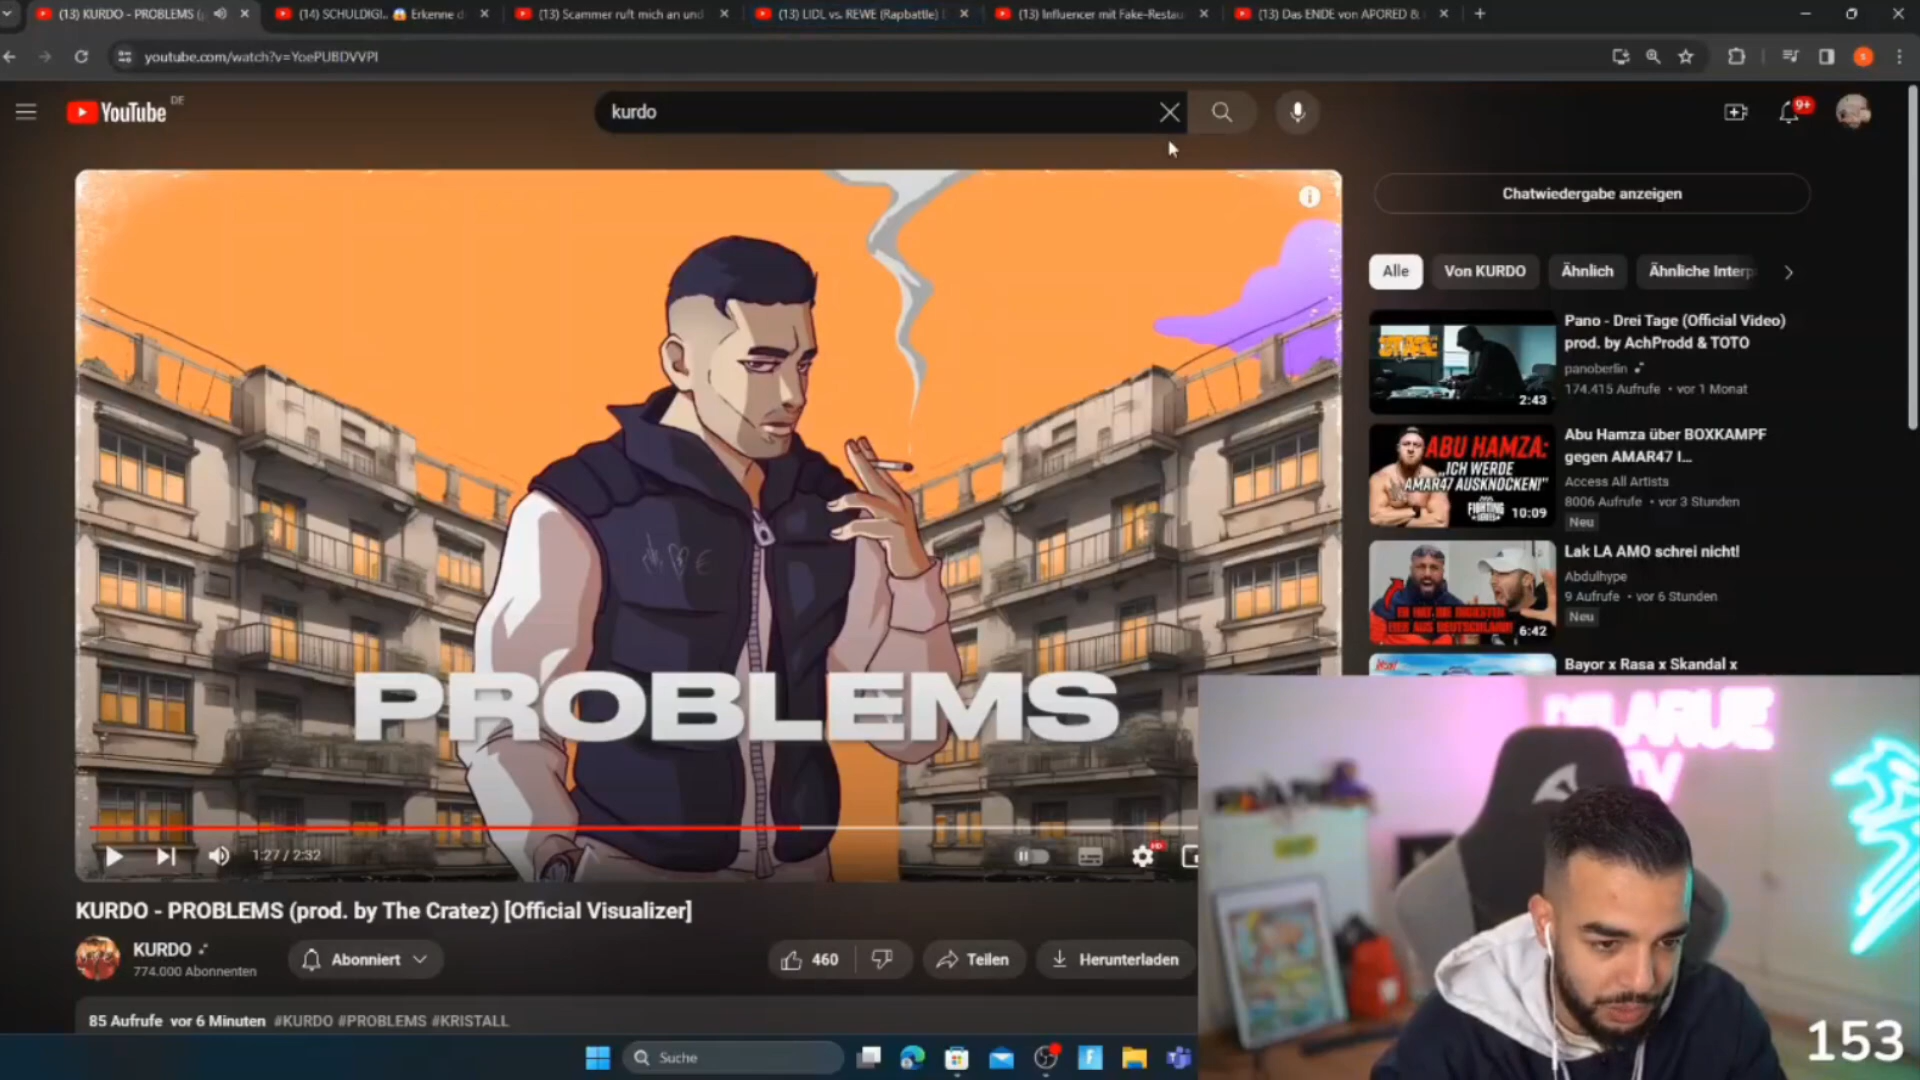 (13) KURDO - PROBLEMS (
(14) SCHULDIG!.. 😱 Erkenne d
(13) Scammer ruft mich an und
(13) LIDL vs. REWE (Rapbattle)
(13) Influencer mit Fake-Restau
(13) Das ENDE von APORED &
youtube.com/watch?v=YoePUBDVVPI
YouTube DE
kurdo
9+
Chatwiedergabe anzeigen
Alle
Von KURDO
Ähnlich
Ähnliche Interp
Pano - Drei Tage (Official Video)
prod. by AchProdd & TOTO
panoberlin
174.415 Aufrufe • vor 1 Monat
2:43
ABU HAMZA:
„ICH WERDE
AMAR47 AUSKNOCKEN!"
FIGHTING
10:09
Abu Hamza über BOXKAMPF
gegen AMAR47 I...
Access All Artists
8006 Aufrufe • vor 3 Stunden
Neu
6:42
Lak LA AMO schrei nicht!
Abdulhype
9 Aufrufe • vor 6 Stunden
Neu
Bayor x Rasa x Skandal x
PROBLEMS
1:27 / 2:32
HD
KURDO - PROBLEMS (prod. by The Cratez) [Official Visualizer]
KURDO
774.000 Abonnenten
Abonniert
460
Teilen
Herunterladen
85 Aufrufe vor 6 Minuten #KURDO #PROBLEMS #KRISTALL
Suche
TV
153